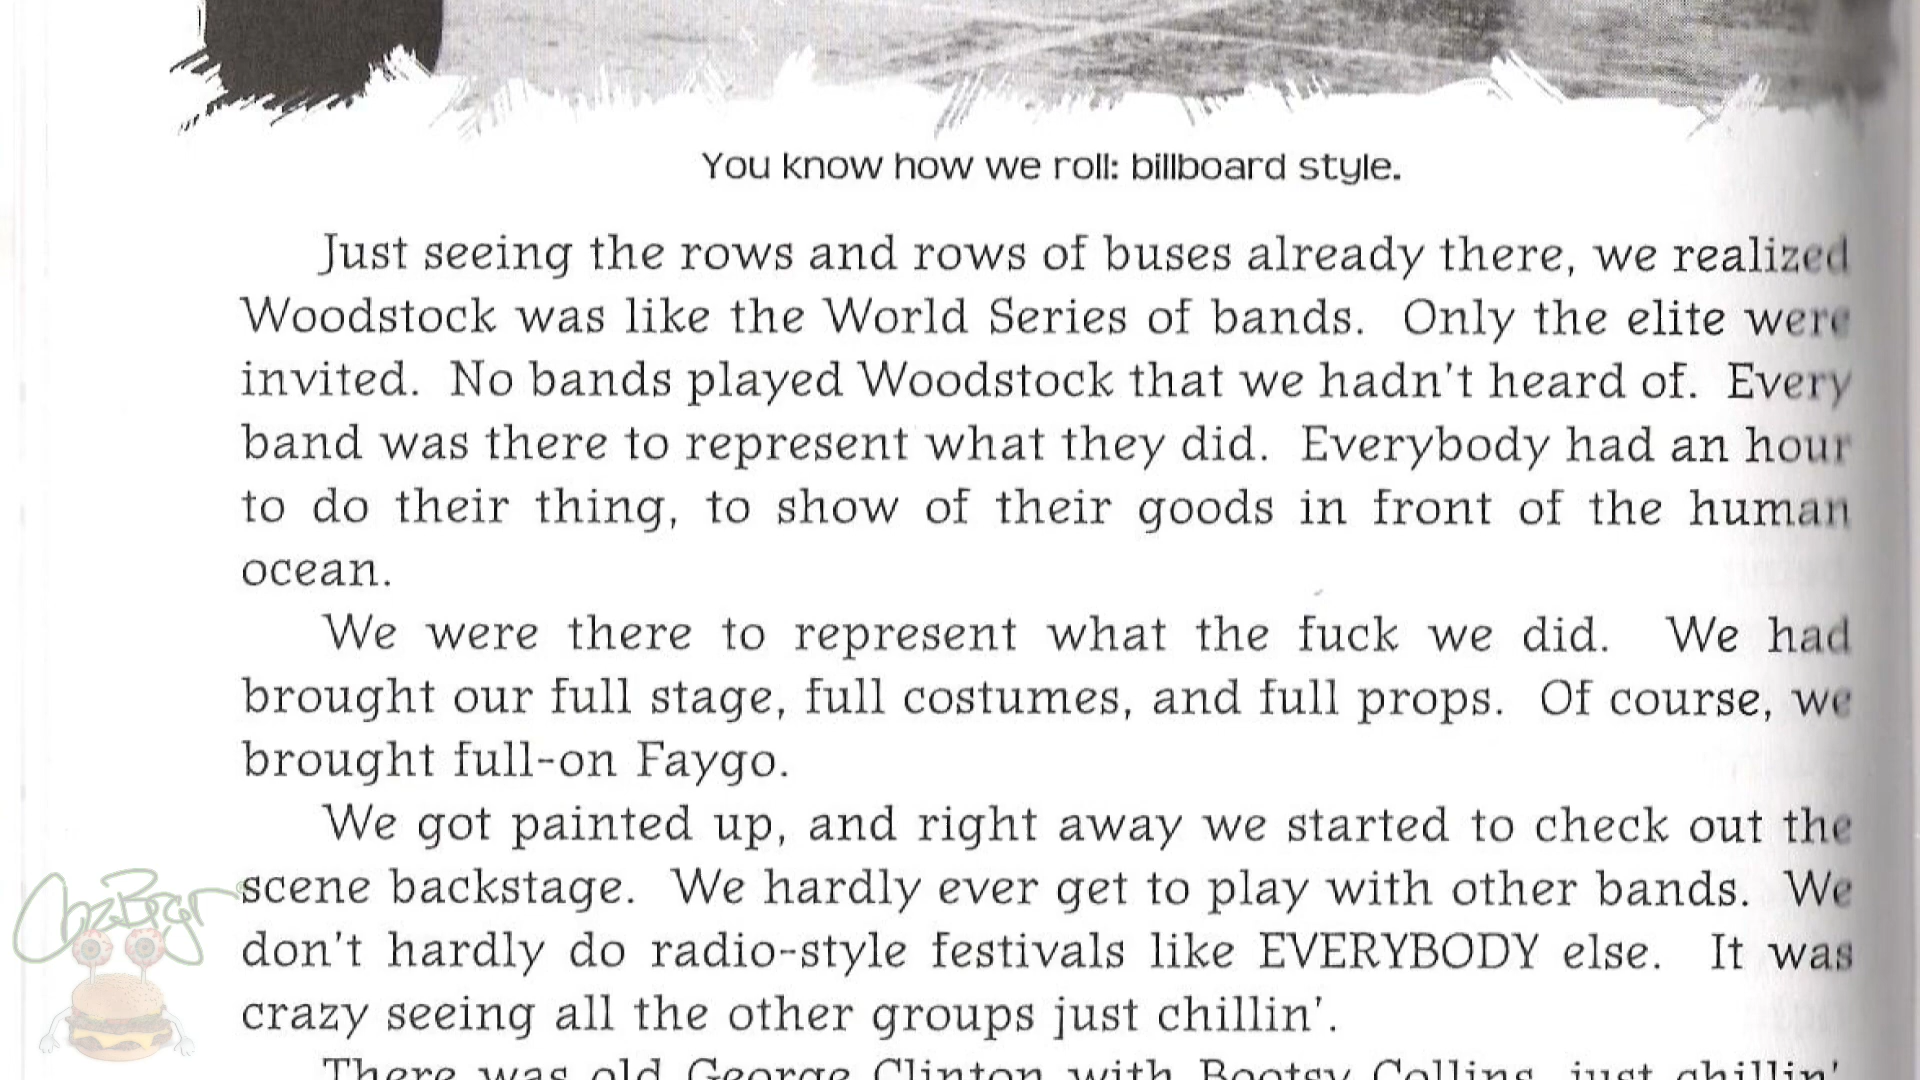 You know how we roll: billboard style.
Just seeing the rows and rows of buses already there, we realized
Woodstock was like the World Series of bands. Only the elite were
invited. No bands played Woodstock that we hadn't heard of. Every
band was there to represent what they did. Everybody had an hour
to do their thing, to show of their goods in front of the human
ocean.
We were there to represent what the fuck we did. We had
brought our full stage, full costumes, and full props. Of course, we
brought full-on Faygo.
We got painted up, and right away we started to check out the
scene backstage. We hardly ever get to play with other bands. We
don't hardly do radio-style festivals like EVERYBODY else. It was
crazy seeing all the other groups just chillin'.
There was old George Clinton with Bootsy Collins, just chillin'